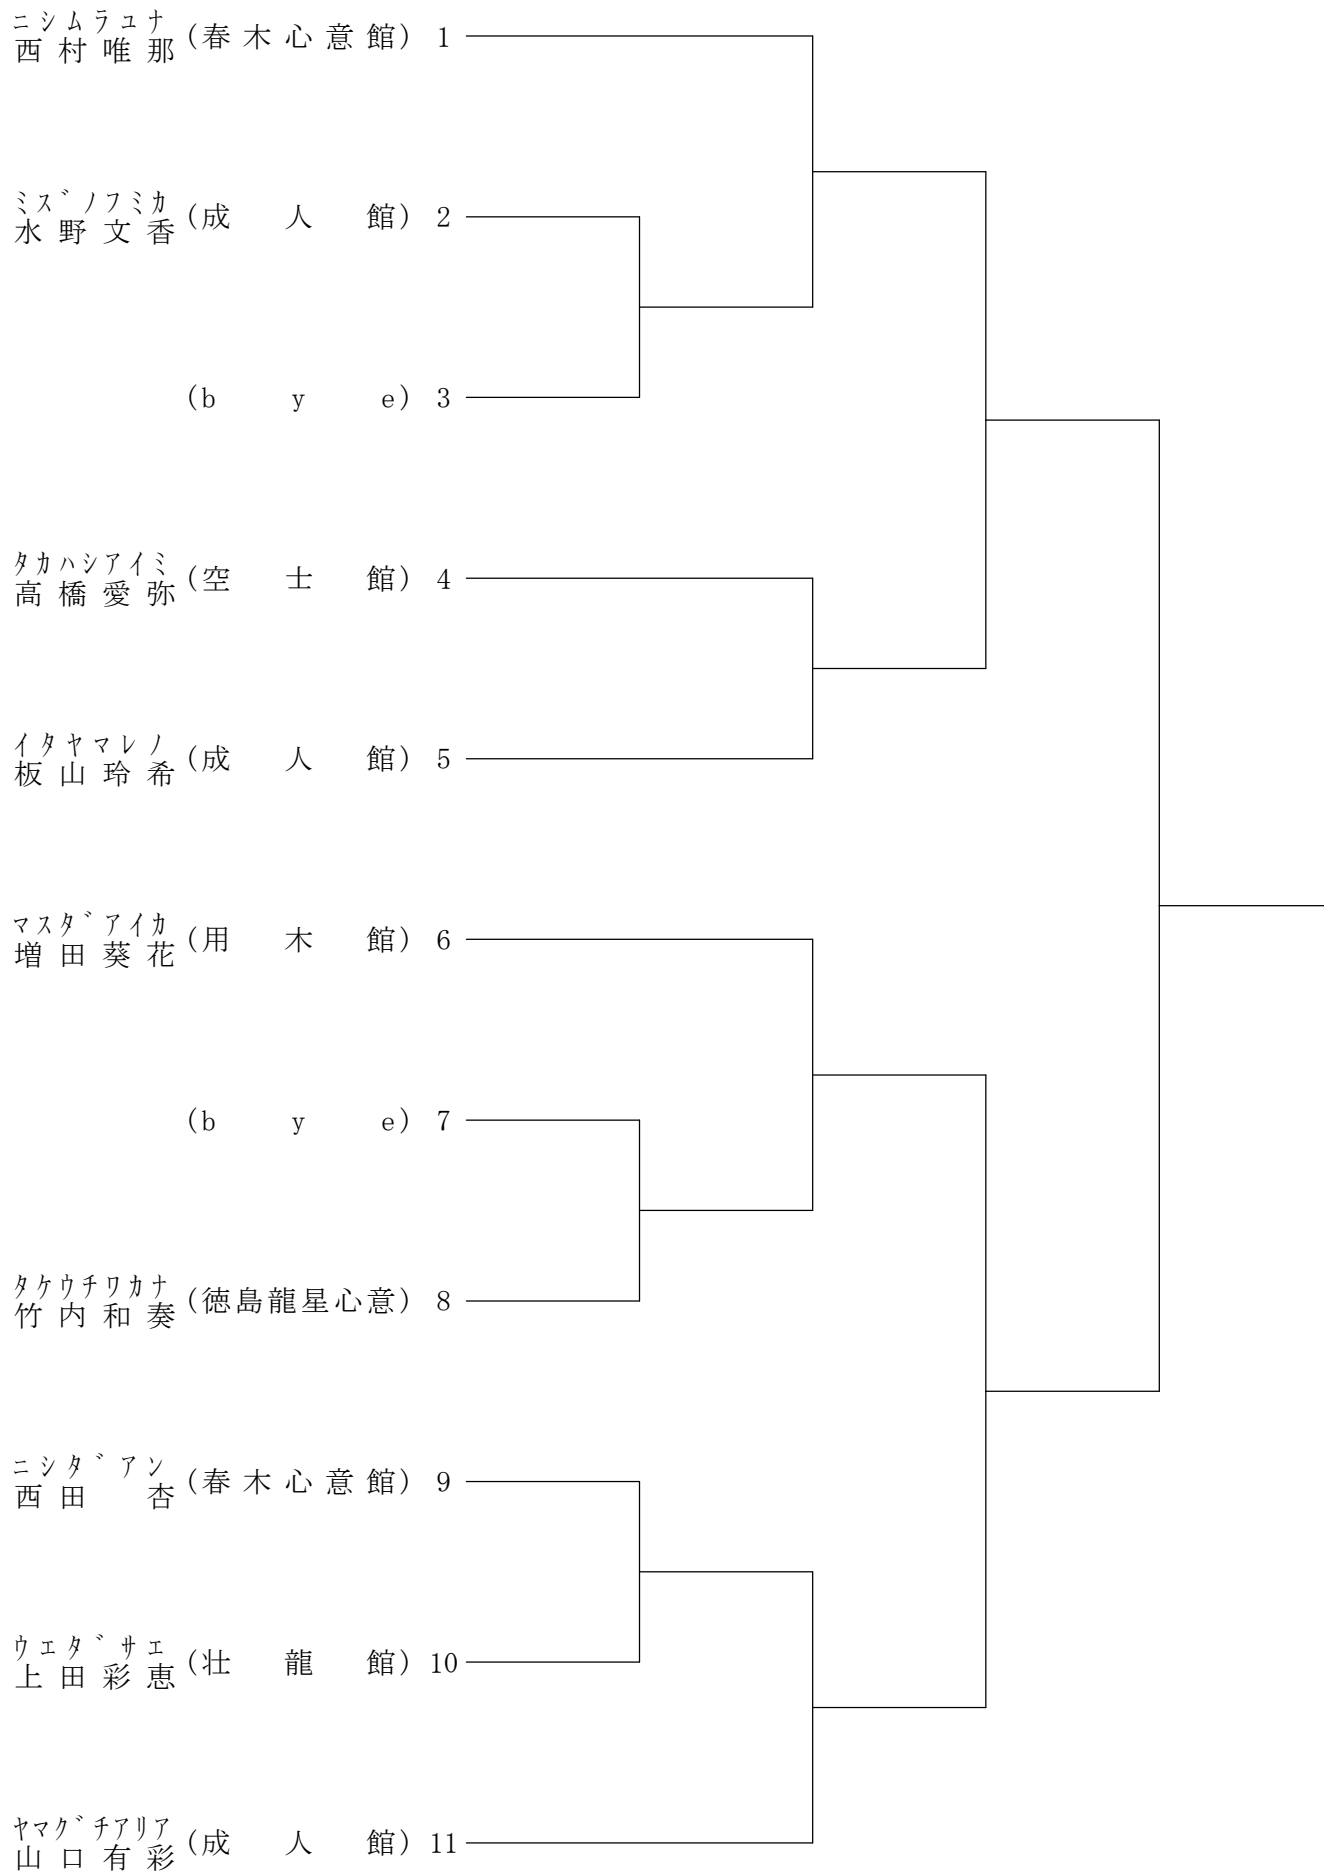 ニシムラユナ
西村唯那 (春木心意館) 1
ミズノフミカ
水野文香 (成人館) 2
(bye) 3
タカハシアイミ
高橋愛弥 (空士館) 4
イタヤマレノ
板山玲希 (成人館) 5
マスダアイカ
増田葵花 (用木館) 6
(bye) 7
タケウチワカナ
竹内和奏 (徳島龍星心意) 8
ニシダアン
西田杏 (春木心意館) 9
ウエダサエ
上田彩恵 (壮龍館) 10
ヤマグチアリア
山口有彩 (成人館) 11